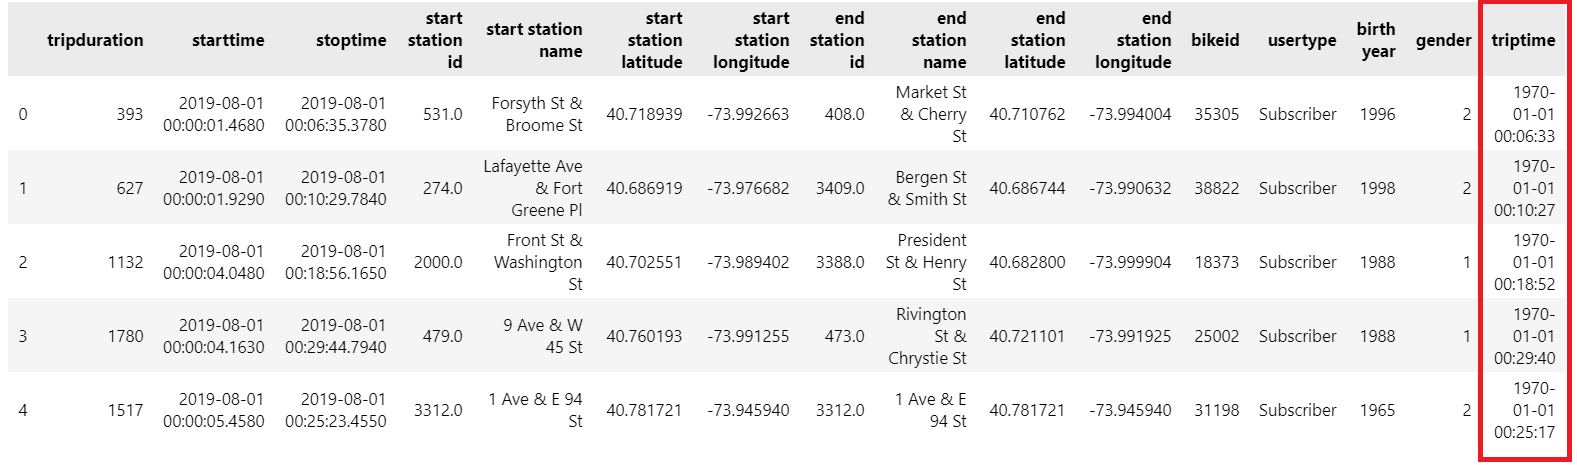 tripduration starttime stoptime start station id start station name start station latitude start station longitude end station id end station name end station latitude end station longitude bikeid usertype birth year gender triptime
0 393 2019-08-01 00:00:01.4680 2019-08-01 00:06:35.3780 531.0 Forsyth St & Broome St 40.718939 -73.992663 408.0 Market St & Cherry St 40.710762 -73.994004 35305 Subscriber 1996 2 1970-01-01 00:06:33
1 627 2019-08-01 00:00:01.9290 2019-08-01 00:10:29.7840 274.0 Lafayette Ave & Fort Greene Pl 40.686919 -73.976682 3409.0 Bergen St & Smith St 40.686744 -73.990632 38822 Subscriber 1998 2 1970-01-01 00:10:27
2 1132 2019-08-01 00:00:04.0480 2019-08-01 00:18:56.1650 2000.0 Front St & Washington St 40.702551 -73.989402 3388.0 President St & Henry St 40.682800 -73.999904 18373 Subscriber 1988 1 1970-01-01 00:18:52
3 1780 2019-08-01 00:00:04.1630 2019-08-01 00:29:44.7940 479.0 9 Ave & W 45 St 40.760193 -73.991255 473.0 Rivington St & Chrystie St 40.721101 -73.991925 25002 Subscriber 1988 1 1970-01-01 00:29:40
4 1517 2019-08-01 00:00:05.4580 2019-08-01 00:25:23.4550 3312.0 1 Ave & E 94 St 40.781721 -73.945940 3312.0 1 Ave & E 94 St 40.781721 -73.945940 31198 Subscriber 1965 2 1970-01-01 00:25:17